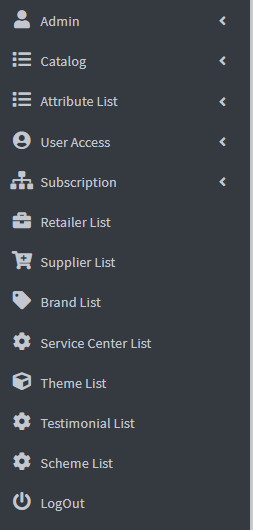 Admin
Catalog
Attribute List
User Access
Subscription
Retailer List
Supplier List
Brand List
Service Center List
Theme List
Testimonial List
Scheme List
LogOut